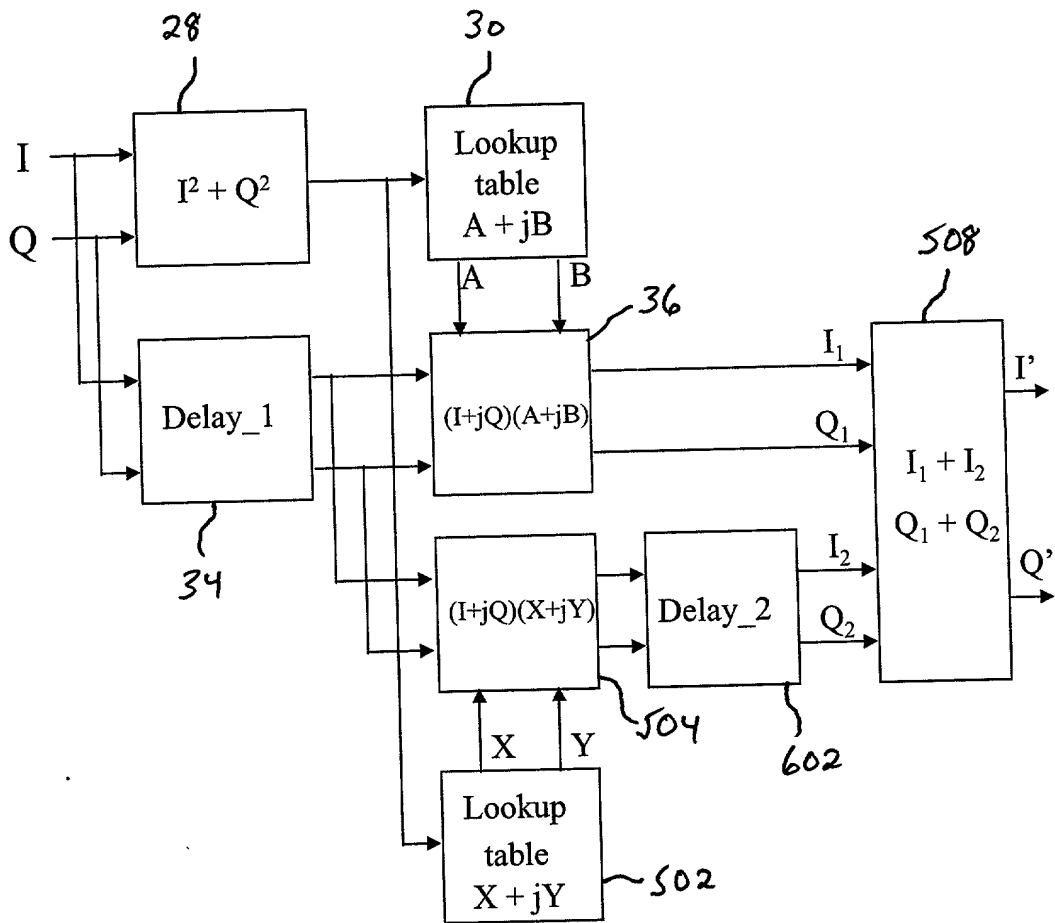 28
30
I
Q
I² + Q²
Lookup
table
A + jB
A
B
508
36
Delay_1
(I+jQ)(A+jB)
I₁
Q₁
I'
I₁ + I₂
Q₁ + Q₂
34
(I+jQ)(X+jY)
Delay_2
I₂
Q₂
Q'
X
Y
504
602
Lookup
table
X + jY
502